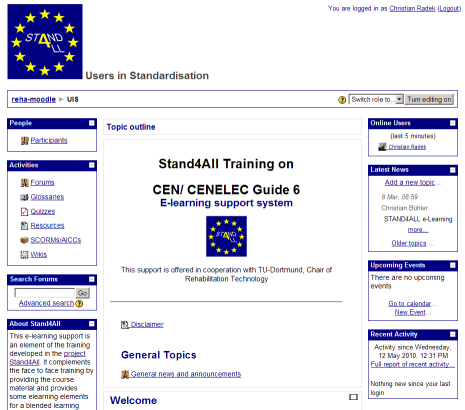 You are logged in as Christian Radek (Logout)
STAND
4
ALL
Users in Standardisation
reha-moodle ► UIS
Switch role to...
Turn editing on
People
Participants
Activities
Forums
Glossaries
Quizzes
Resources
SCORMs/AICCs
Wikis
Search Forums
Go
Advanced search
About Stand4All
This e-learning support is
an element of the training
developed in the project
Stand4All. It complements
the face to face training by
providing the course
material and provides
some elearning elements
for a blended learning
Topic outline
Stand4All Training on
CEN/ CENELEC Guide 6
E-learning support system
STAND
4
ALL
This support is offered in cooperation with TU-Dortmund, Chair of
Rehabilitation Technology
Disclaimer
General Topics
General news and announcements
Welcome
Online Users
(last 5 minutes)
Christian Radek
Latest News
Add a new topic...
6 Mar, 08:59
Christian Bühler
STAND4ALL e-Learning
more...
Older topics ...
Upcoming Events
There are no upcoming
events
Go to calendar...
New Event...
Recent Activity
Activity since Wednesday,
12 May 2010, 12:31 PM
Full report of recent activity...
Nothing new since your last
login